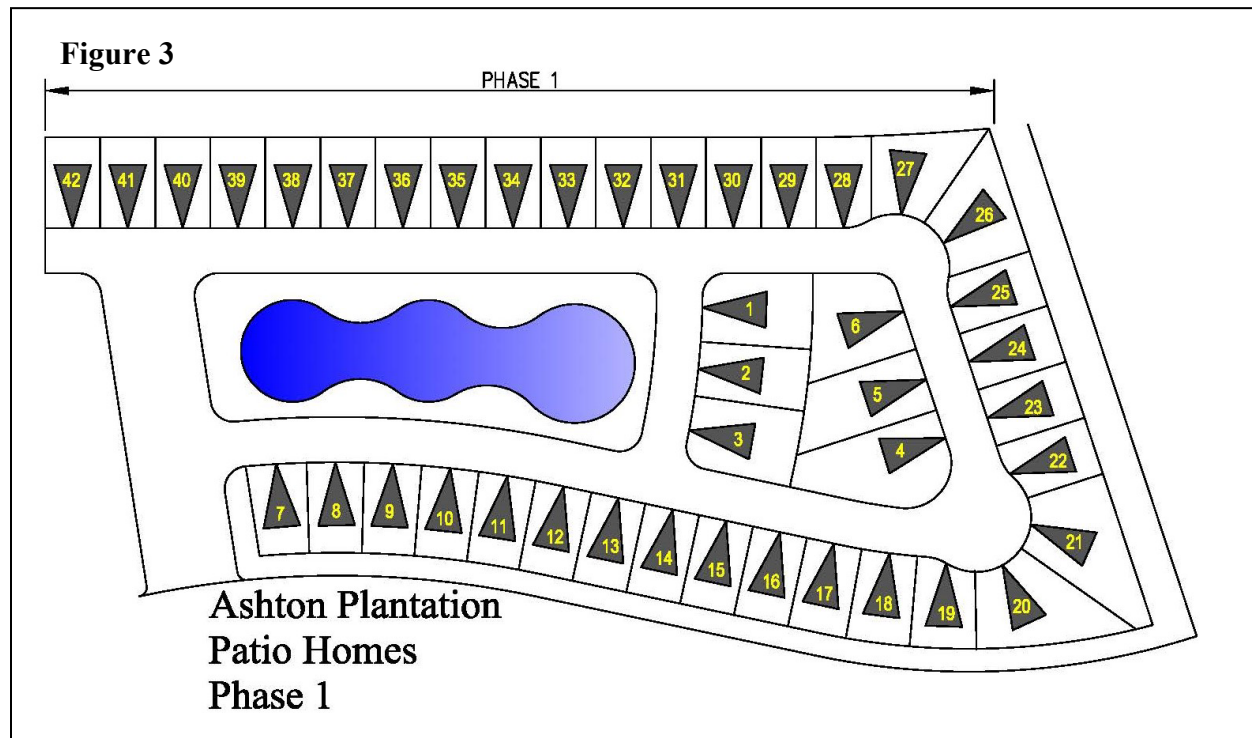 Figure 3
PHASE 1
42 41 40 39 38 37 36 35 34 33 32 31 30 29 28 27
26
1 25
6
2 24
5 23
3 4 22
7 8 9 10 11 12 13 14 15 16 17 18 19 20 21
Ashton Plantation
Patio Homes
Phase 1